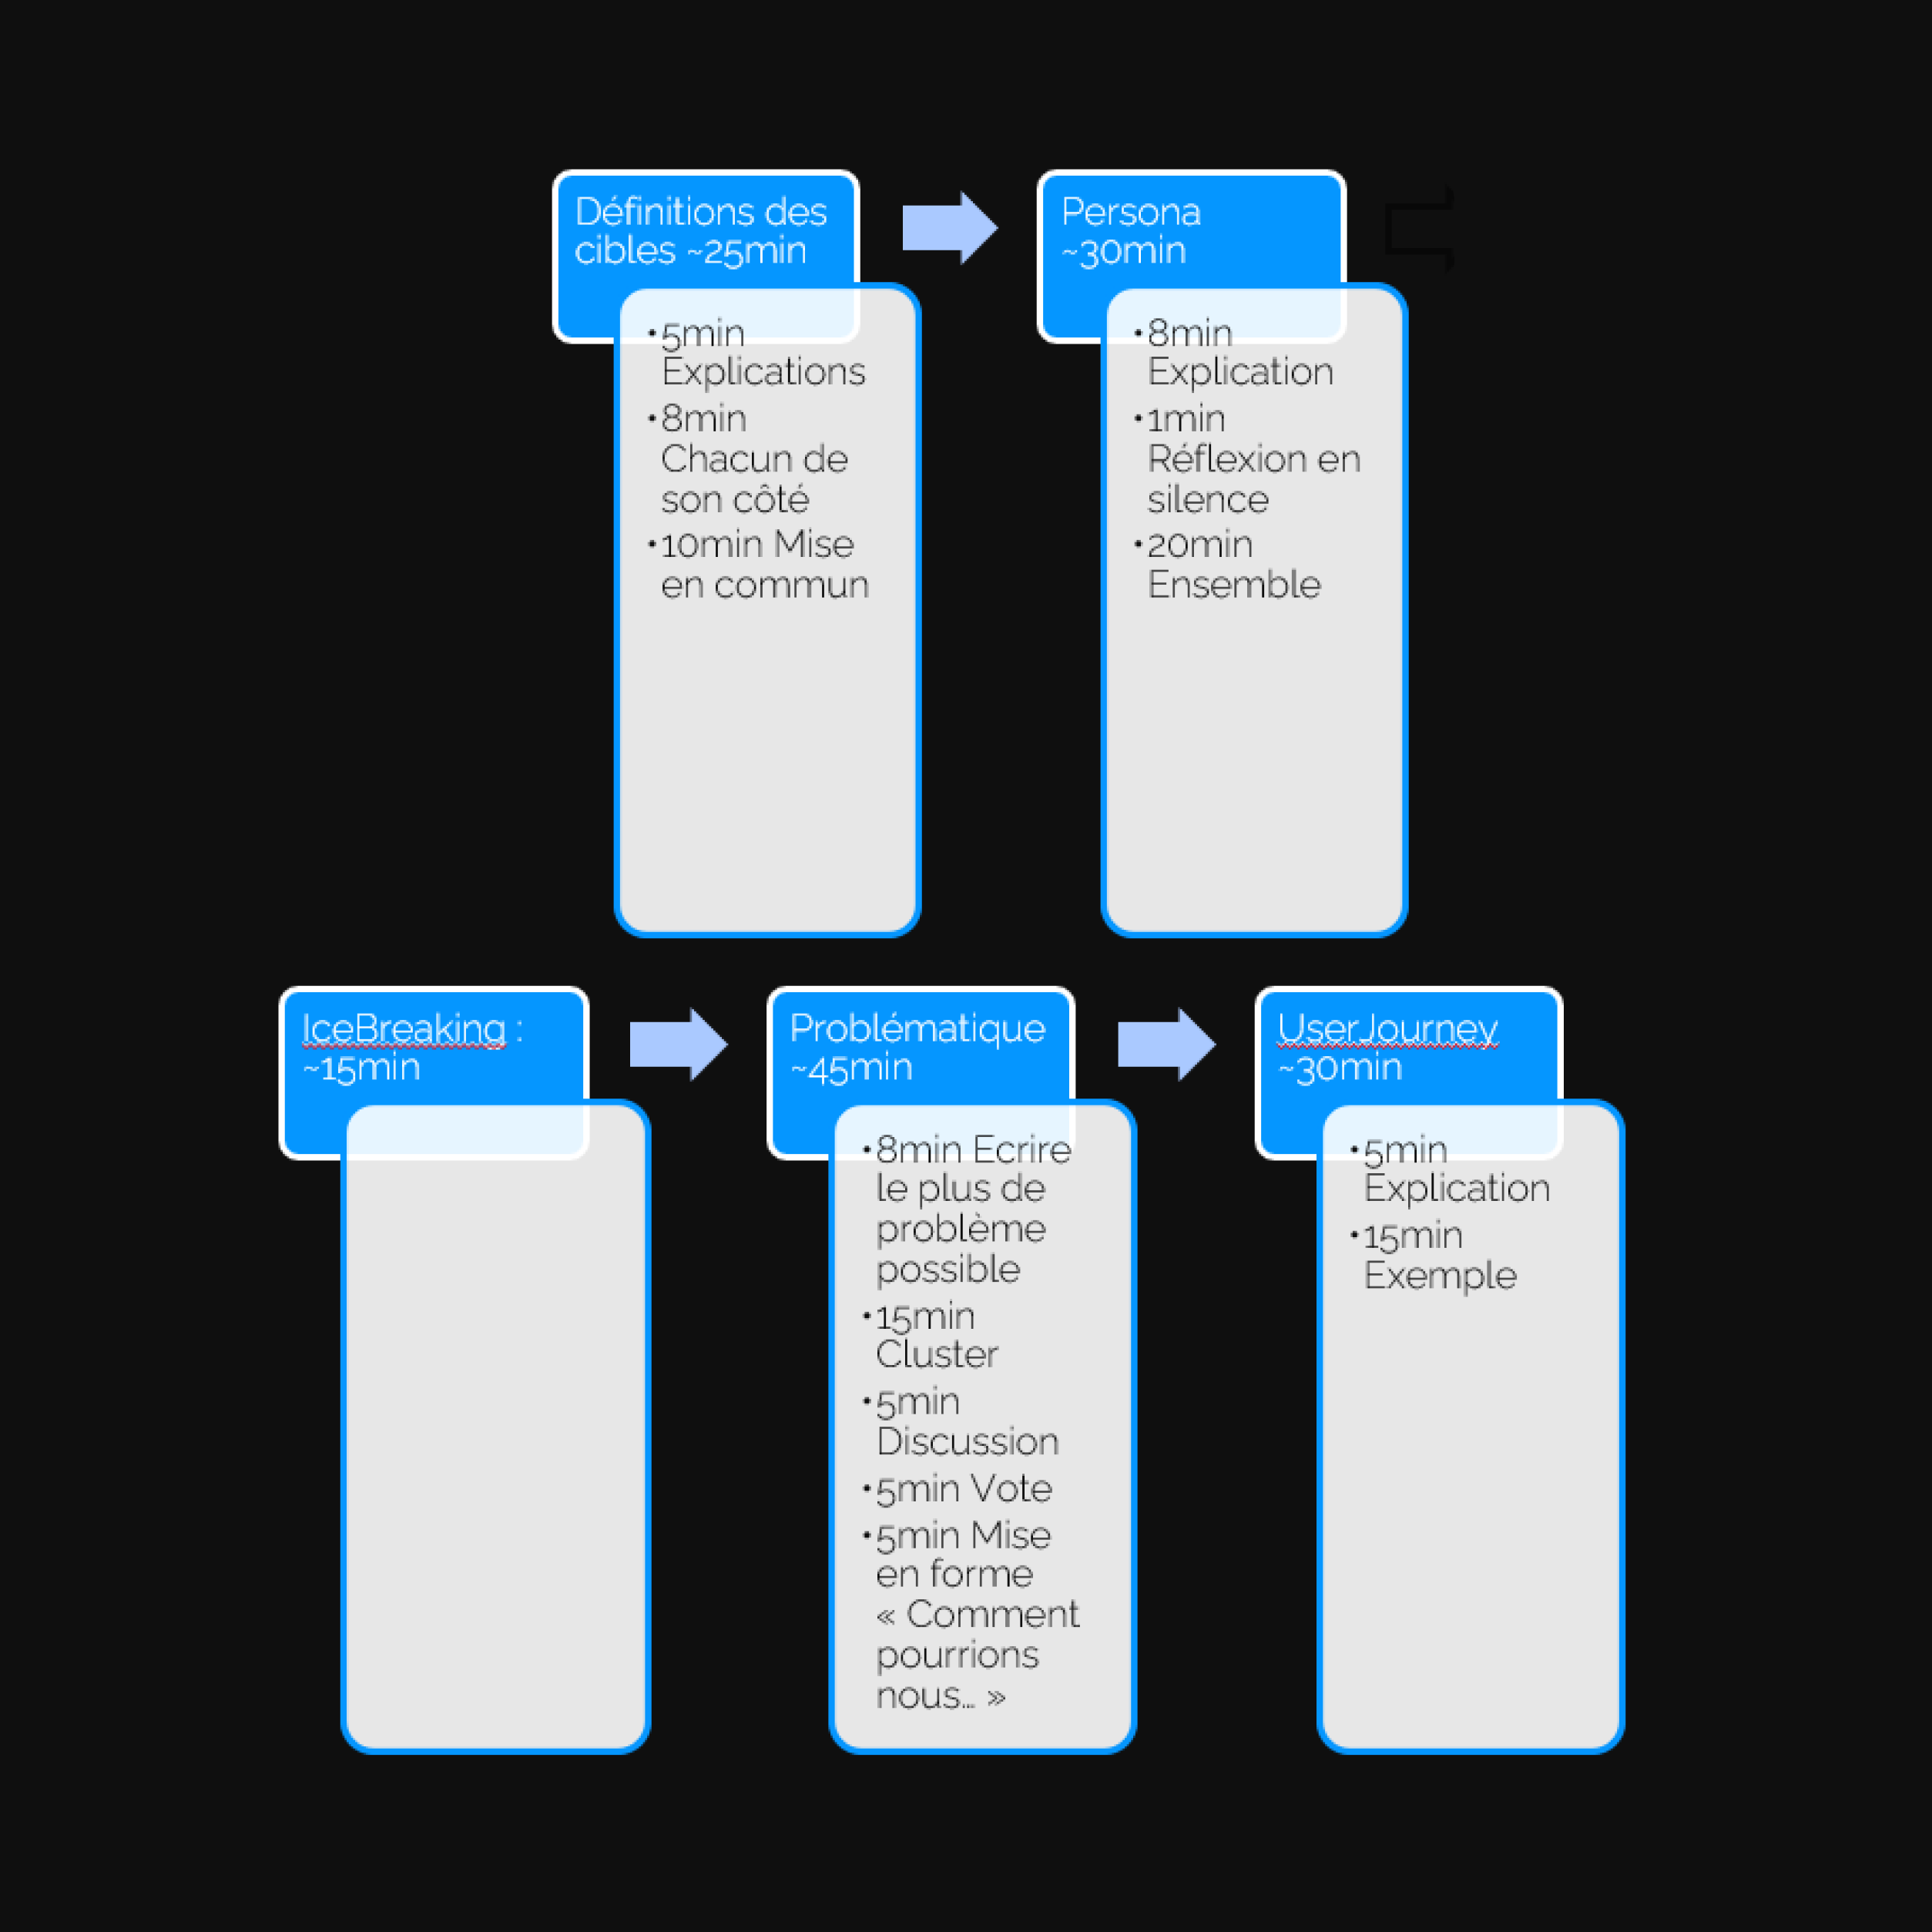 Définitions des
cibles ~25min
•5min
Explications
•8min
Chacun de
son côté
•10min Mise
en commun
Persona
~30min
•8min
Explication
•1min
Réflexion en
silence
•20min
Ensemble
IceBreaking :
~15min
Problématique
~45min
•8min Ecrire
le plus de
problème
possible
•15min
Cluster
•5min
Discussion
•5min Vote
•5min Mise
en forme
« Comment
pourrions
nous... »
UserJourney
~30min
•5min
Explication
•15min
Exemple